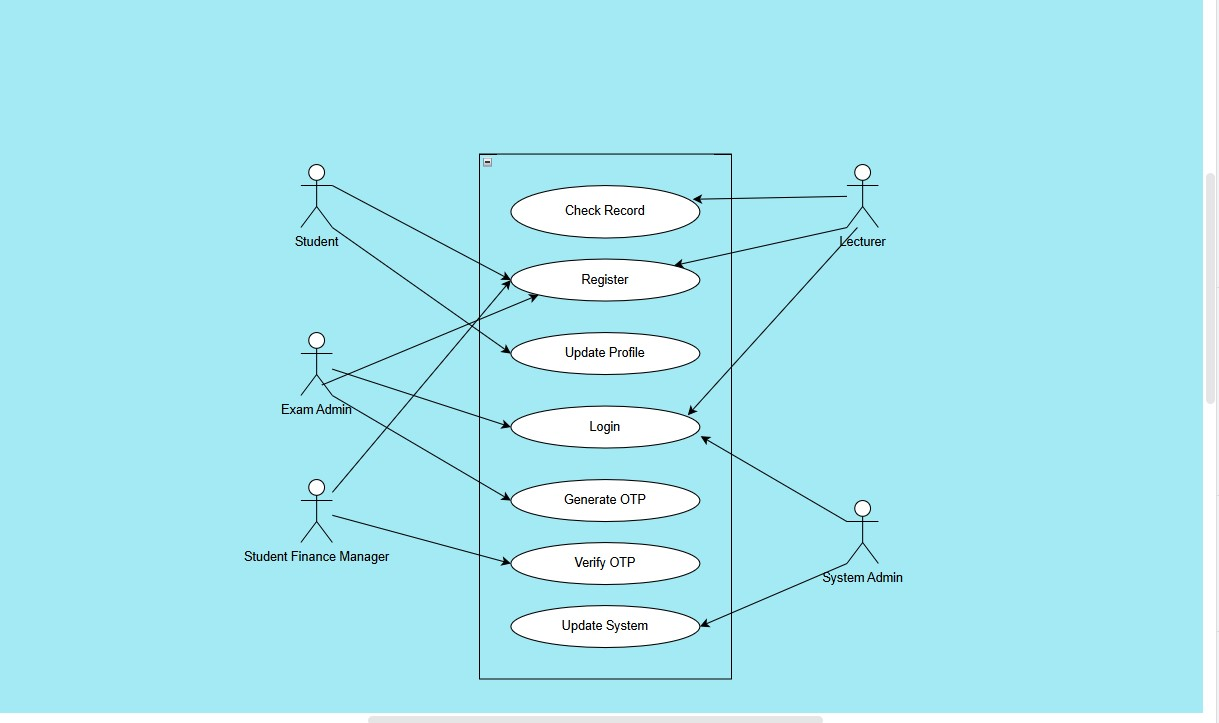 Check Record
Student
Lecturer
Register
Update Profile
Exam Admin
Login
Generate OTP
Student Finance Manager
Verify OTP
System Admin
Update System